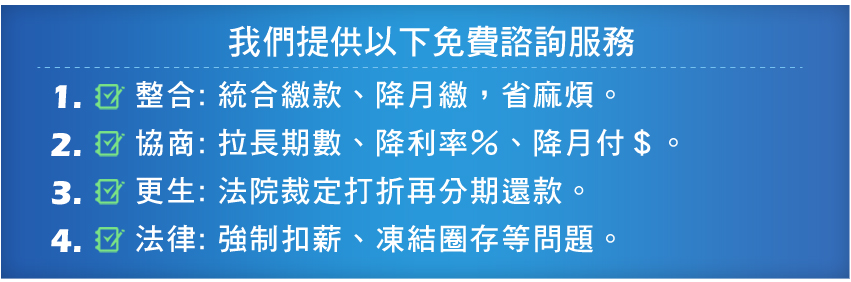 我們提供以下免費諮詢服務
1. 整合: 統合繳款、降月繳，省麻煩。
2. 協商: 拉長期數、降利率%、降月付$。
3. 更生: 法院裁定打折再分期還款。
4. 法律: 強制扣薪、凍結圈存等問題。